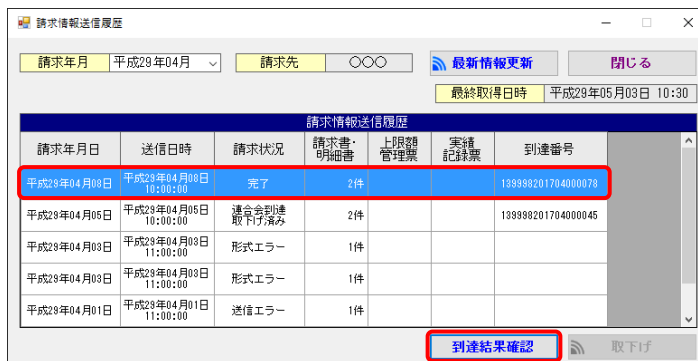 請求情報送信履歴
請求年月 平成29年04月 請求先 ○○○ 最新情報更新 閉じる
最終取得日時 平成29年05月03日 10:30
請求情報送信履歴
請求年月日 送信日時 請求状況 請求書・明細書 上限額管理票 実績記録票 到達番号
平成29年04月08日 平成29年04月08日 10:00:00 完了 2件 139998201704000078
平成29年04月05日 平成29年04月05日 10:00:00 連合会到達取下げ済み 2件 139998201704000045
平成29年04月03日 平成29年04月03日 11:00:00 形式エラー 1件
平成29年04月03日 平成29年04月03日 11:00:00 形式エラー 1件
平成29年04月01日 平成29年04月01日 11:00:00 送信エラー 1件
到達結果確認 取下げ